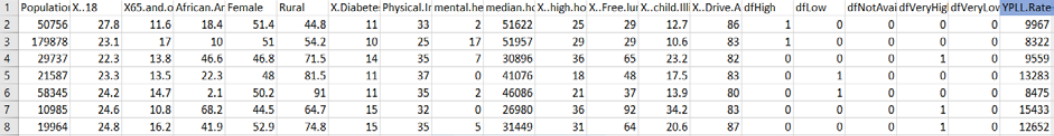 1 Population X..18 X65.and.o African.Ar Female Rural X.Diabete Physical.In mental.he median.ho X..high.ho X..Free.lun X..child.Illi X..Drive.A dfHigh dfLow dfNotAvai dfVeryHig dfVeryLov YPLL.Rate
2 50756 27.8 11.6 18.4 51.4 44.8 11 33 2 51622 25 29 12.7 86 1 0 0 0 0 9967
3 179878 23.1 17 10 51 54.2 10 25 17 51957 29 29 10.6 83 1 0 0 0 0 8322
4 29737 22.3 13.8 46.6 46.8 71.5 14 35 7 30896 36 65 23.2 82 0 0 0 1 0 9559
5 21587 23.3 13.5 22.3 48 81.5 11 37 0 41076 18 48 17.5 83 0 1 0 0 0 13283
6 58345 24.2 14.7 2.1 50.2 91 11 35 2 46086 21 37 13.9 80 0 1 0 0 0 8475
7 10985 24.6 10.8 68.2 44.5 64.7 15 32 0 26980 36 92 34.2 83 0 0 0 1 0 15433
8 19964 24.8 16.2 41.9 52.9 74.8 15 35 5 31449 31 64 20.6 87 0 0 0 1 0 12652